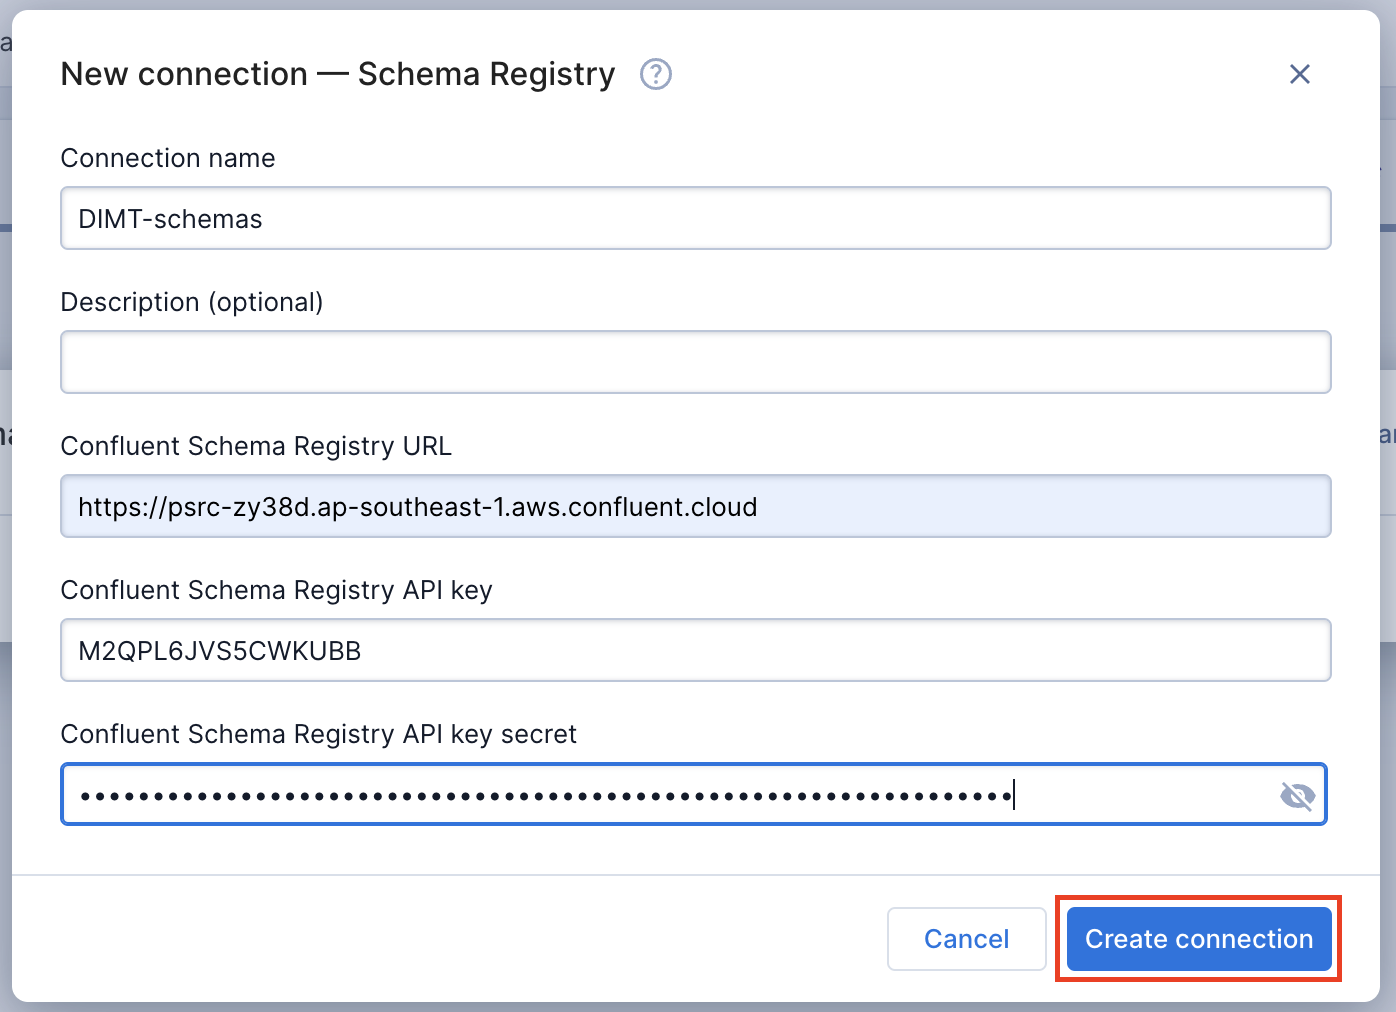 New connection — Schema Registry ?
Connection name
DIMT-schemas
Description (optional)
Confluent Schema Registry URL
https://psrc-zy38d.ap-southeast-1.aws.confluent.cloud
Confluent Schema Registry API key
M2QPL6JVS5CWKUBB
Confluent Schema Registry API key secret
Cancel
Create connection